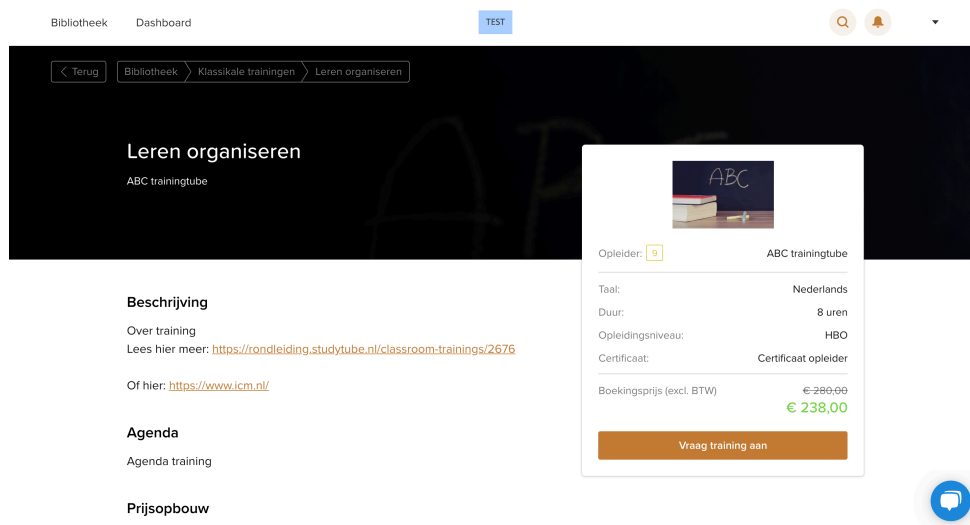 Bibliotheek
Dashboard
TEST
Terug
Bibliotheek
Klassikale trainingen
Leren organiseren
Leren organiseren
ABC trainingtube
ABC
Opleider: 9 ABC trainingtube
Taal: Nederlands
Duur: 8 uren
Opleidingsniveau: HBO
Certificaat: Certificaat opleider
Boekingsprijs (excl. BTW) € 280,00
€ 238,00
Vraag training aan
Beschrijving
Over training
Lees hier meer: https://rondleiding.studytube.nl/classroom-trainings/2676
Of hier: https://www.icm.nl/
Agenda
Agenda training
Prijsopbouw